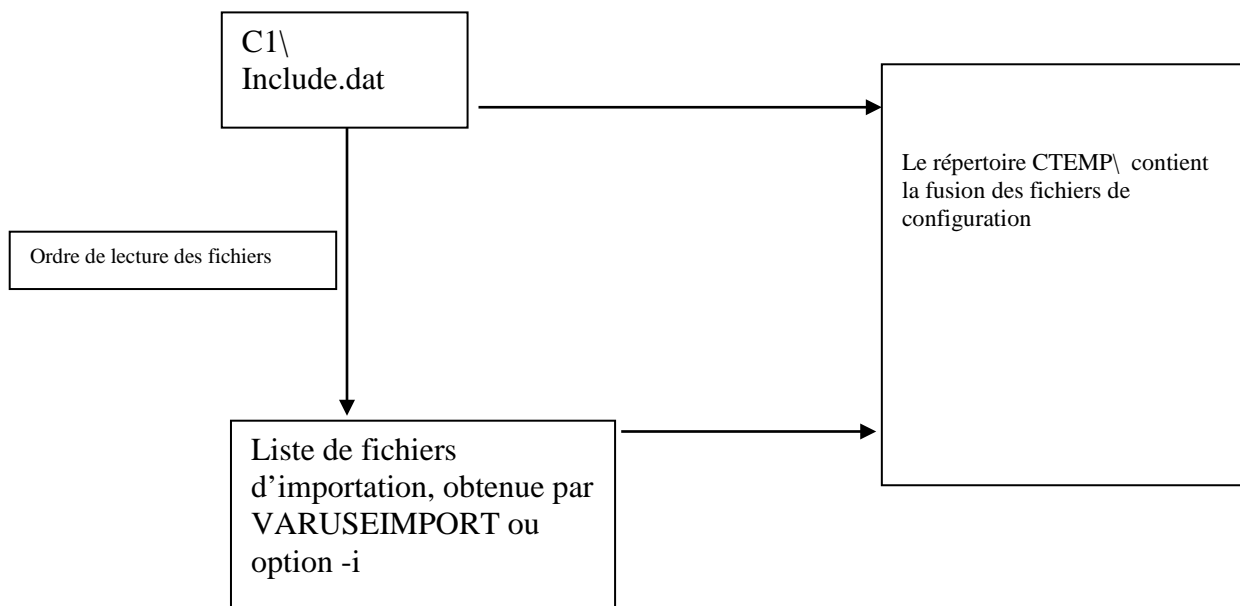 C1\
Include.dat
Le répertoire CTEMP\ contient
la fusion des fichiers de
configuration
Ordre de lecture des fichiers
Liste de fichiers
d’importation, obtenue par
VARUSEIMPORT ou
option -i